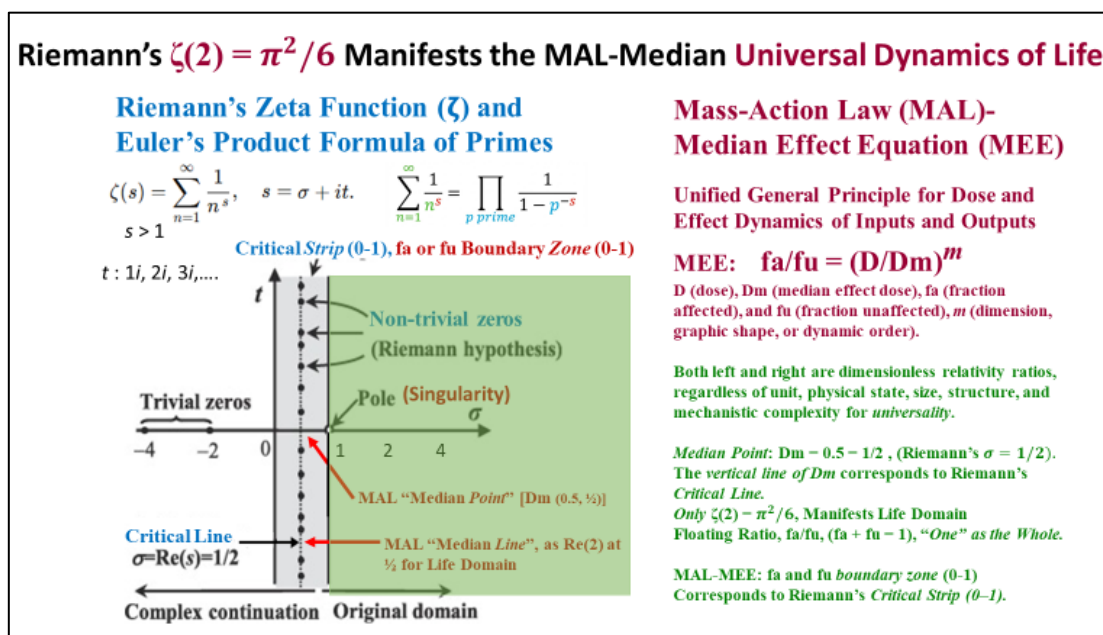 Riemann's ζ(2) = π²/6 Manifests the MAL-Median Universal Dynamics of Life
Riemann's Zeta Function (ζ) and
Euler's Product Formula of Primes
ζ(s) = ∑_{n=1}^{∞} 1/n^s, s = σ + it.
∑_{n=1}^{∞} 1/n^s = ∏_{p prime} 1/(1 − p^{−s})
s > 1
Critical Strip (0-1), fa or fu Boundary Zone (0-1)
t : 1i, 2i, 3i,....
t
Non-trivial zeros
(Riemann hypothesis)
Pole (Singularity)
σ
Trivial zeros
−4 −2 0 1 2 4
MAL “Median Point” [Dm (0.5, ½)]
Critical Line
σ=Re(s)=1/2
MAL “Median Line”, as Re(2) at
½ for Life Domain
Complex continuation
Original domain
Mass-Action Law (MAL)-
Median Effect Equation (MEE)
Unified General Principle for Dose and
Effect Dynamics of Inputs and Outputs
MEE: fa/fu = (D/Dm)^m
D (dose), Dm (median effect dose), fa (fraction
affected), and fu (fraction unaffected), m (dimension,
graphic shape, or dynamic order).
Both left and right are dimensionless relativity ratios,
regardless of unit, physical state, size, structure, and
mechanistic complexity for universality.
Median Point: Dm = 0.5 = 1/2 , (Riemann's σ = 1/2).
The vertical line of Dm corresponds to Riemann's
Critical Line.
Only ζ(2) = π²/6, Manifests Life Domain
Floating Ratio, fa/fu, (fa + fu = 1), “One” as the Whole.
MAL-MEE: fa and fu boundary zone (0-1)
Corresponds to Riemann's Critical Strip (0–1).